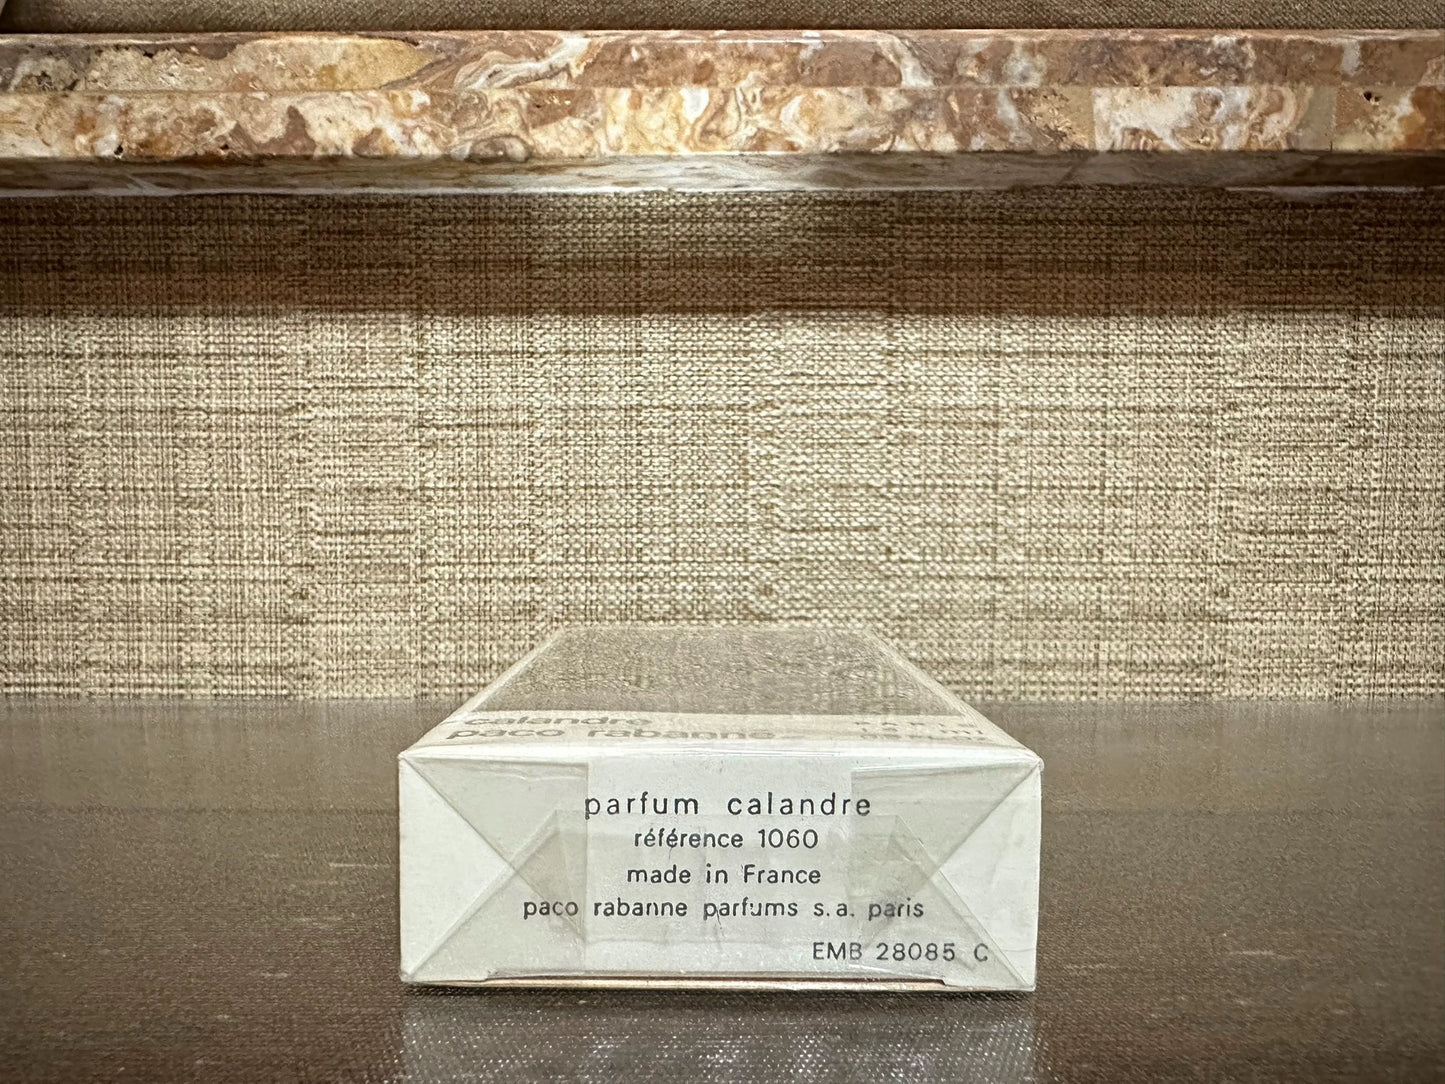 calandre
paco rabanne
parfum calandre
référence 1060
made in France
paco rabanne parfums s.a. paris
EMB 28085 C